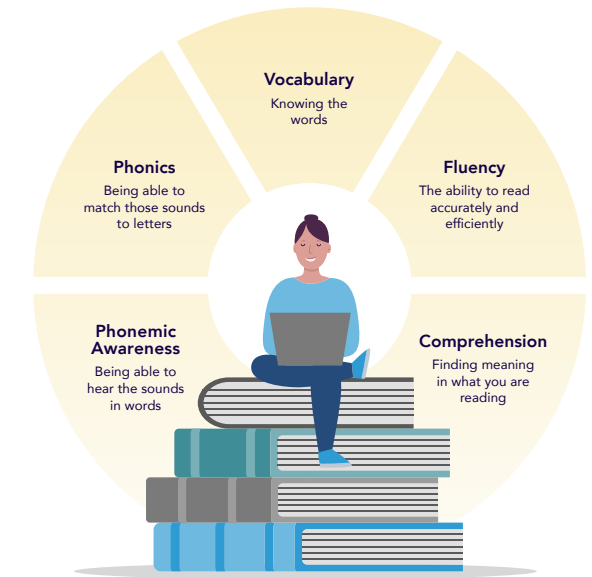 Vocabulary
Knowing the
words
Phonics
Being able to
match those sounds
to letters
Fluency
The ability to read
accurately and
efficiently
Phonemic
Awareness
Being able to
hear the sounds
in words
Comprehension
Finding meaning
in what you are
reading